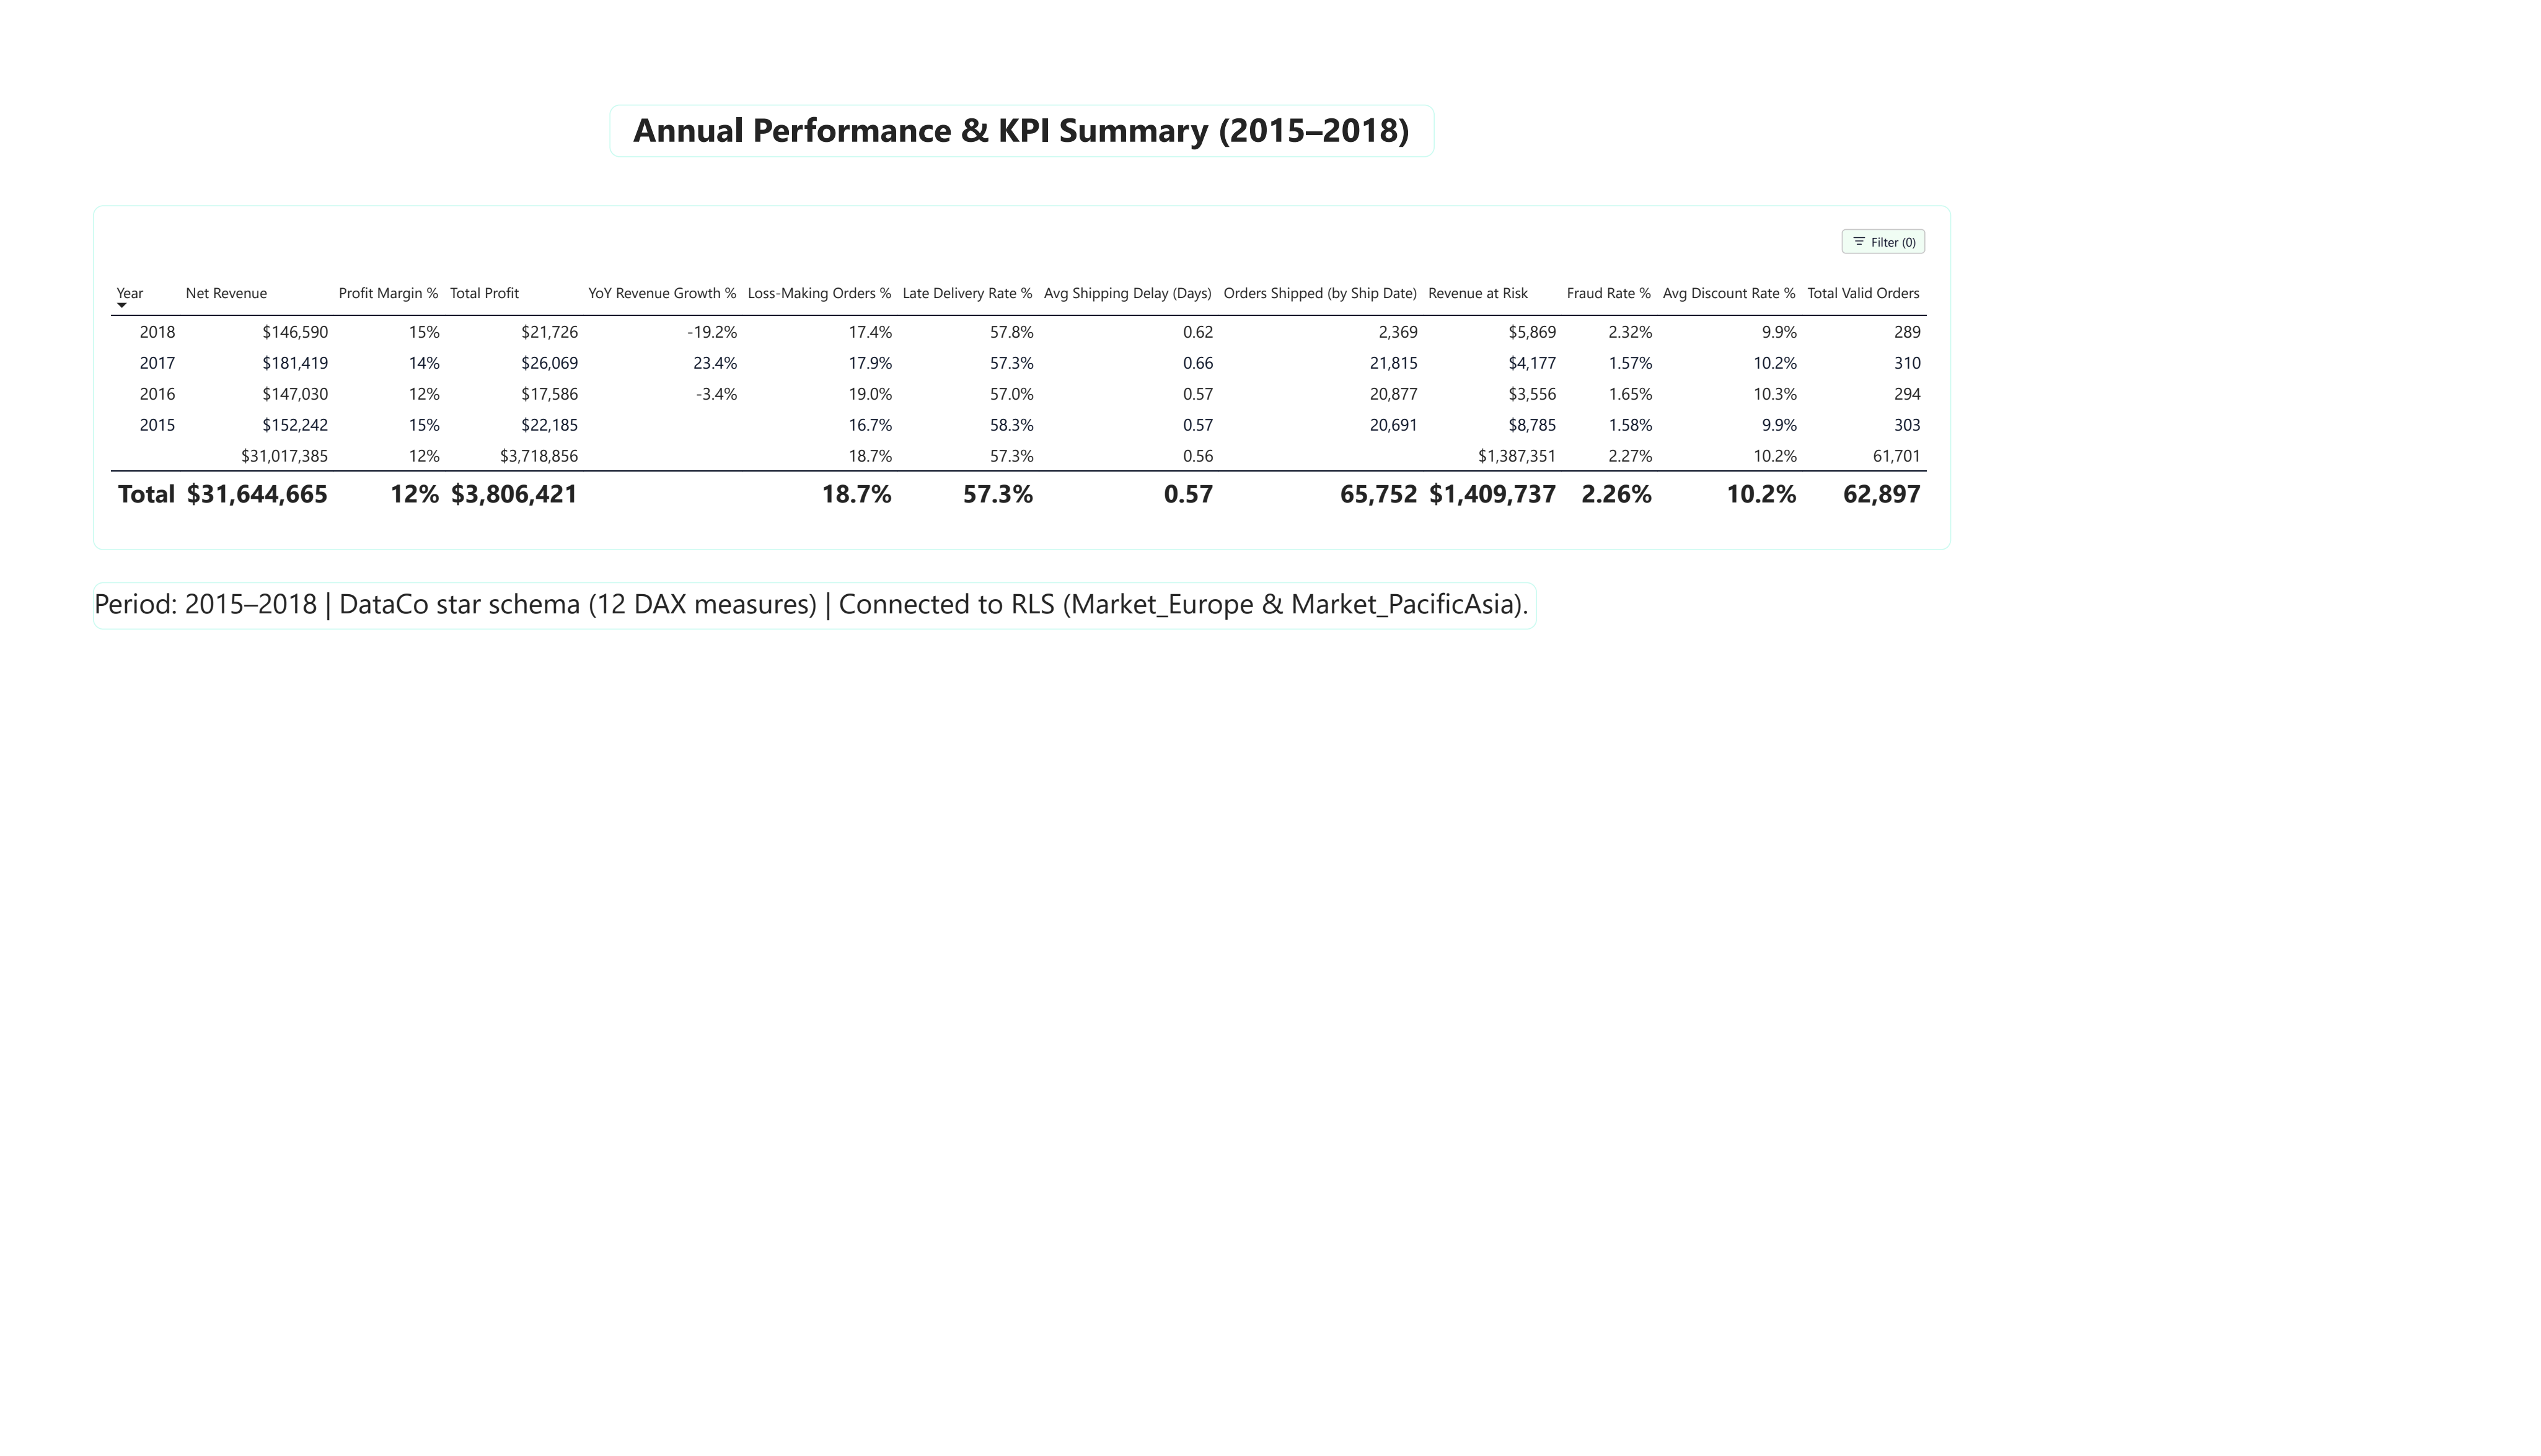 Annual Performance & KPI Summary (2015–2018)
Filter (0)
Year Net Revenue Profit Margin % Total Profit YoY Revenue Growth % Loss-Making Orders % Late Delivery Rate % Avg Shipping Delay (Days) Orders Shipped (by Ship Date) Revenue at Risk Fraud Rate % Avg Discount Rate % Total Valid Orders
2018 $146,590 15% $21,726 -19.2% 17.4% 57.8% 0.62 2,369 $5,869 2.32% 9.9% 289
2017 $181,419 14% $26,069 23.4% 17.9% 57.3% 0.66 21,815 $4,177 1.57% 10.2% 310
2016 $147,030 12% $17,586 -3.4% 19.0% 57.0% 0.57 20,877 $3,556 1.65% 10.3% 294
2015 $152,242 15% $22,185 16.7% 58.3% 0.57 20,691 $8,785 1.58% 9.9% 303
$31,017,385 12% $3,718,856 18.7% 57.3% 0.56 $1,387,351 2.27% 10.2% 61,701
Total $31,644,665 12% $3,806,421 18.7% 57.3% 0.57 65,752 $1,409,737 2.26% 10.2% 62,897
Period: 2015–2018 | DataCo star schema (12 DAX measures) | Connected to RLS (Market_Europe & Market_PacificAsia).